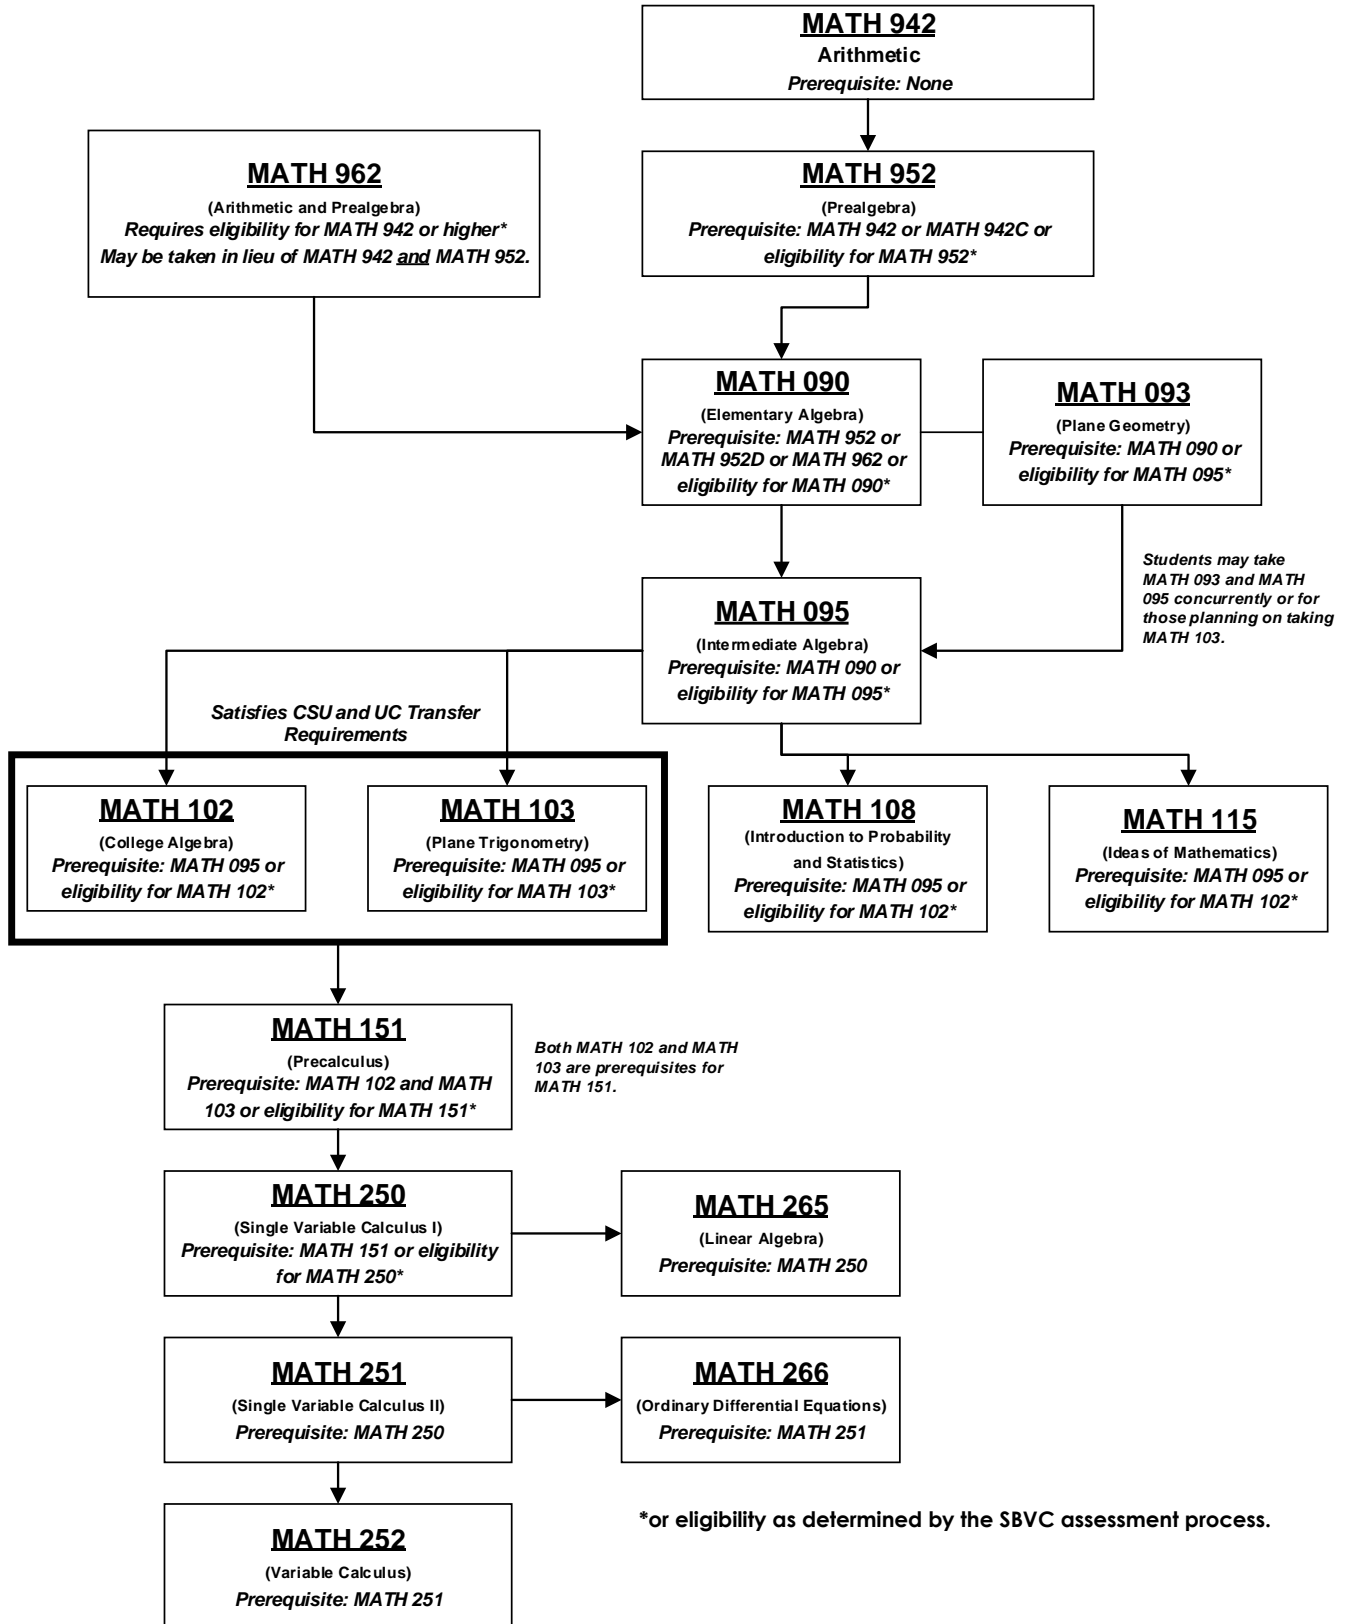 MATH 942
Arithmetic
Prerequisite: None
MATH 962
(Arithmetic and Prealgebra)
Requires eligibility for MATH 942 or higher*
May be taken in lieu of MATH 942 and MATH 952.
MATH 952
(Prealgebra)
Prerequisite: MATH 942 or MATH 942C or
eligibility for MATH 952*
MATH 090
(Elementary Algebra)
Prerequisite: MATH 952 or
MATH 952D or MATH 962 or
eligibility for MATH 090*
MATH 093
(Plane Geometry)
Prerequisite: MATH 090 or
eligibility for MATH 095*
Students may take
MATH 093 and MATH
095 concurrently or for
those planning on taking
MATH 103.
MATH 095
(Intermediate Algebra)
Prerequisite: MATH 090 or
eligibility for MATH 095*
Satisfies CSU and UC Transfer
Requirements
MATH 102
(College Algebra)
Prerequisite: MATH 095 or
eligibility for MATH 102*
MATH 103
(Plane Trigonometry)
Prerequisite: MATH 095 or
eligibility for MATH 103*
MATH 108
(Introduction to Probability
and Statistics)
Prerequisite: MATH 095 or
eligibility for MATH 102*
MATH 115
(Ideas of Mathematics)
Prerequisite: MATH 095 or
eligibility for MATH 102*
MATH 151
(Precalculus)
Prerequisite: MATH 102 and MATH
103 or eligibility for MATH 151*
Both MATH 102 and MATH
103 are prerequisites for
MATH 151.
MATH 250
(Single Variable Calculus I)
Prerequisite: MATH 151 or eligibility
for MATH 250*
MATH 265
(Linear Algebra)
Prerequisite: MATH 250
MATH 251
(Single Variable Calculus II)
Prerequisite: MATH 250
MATH 266
(Ordinary Differential Equations)
Prerequisite: MATH 251
MATH 252
(Variable Calculus)
Prerequisite: MATH 251
*or eligibility as determined by the SBVC assessment process.